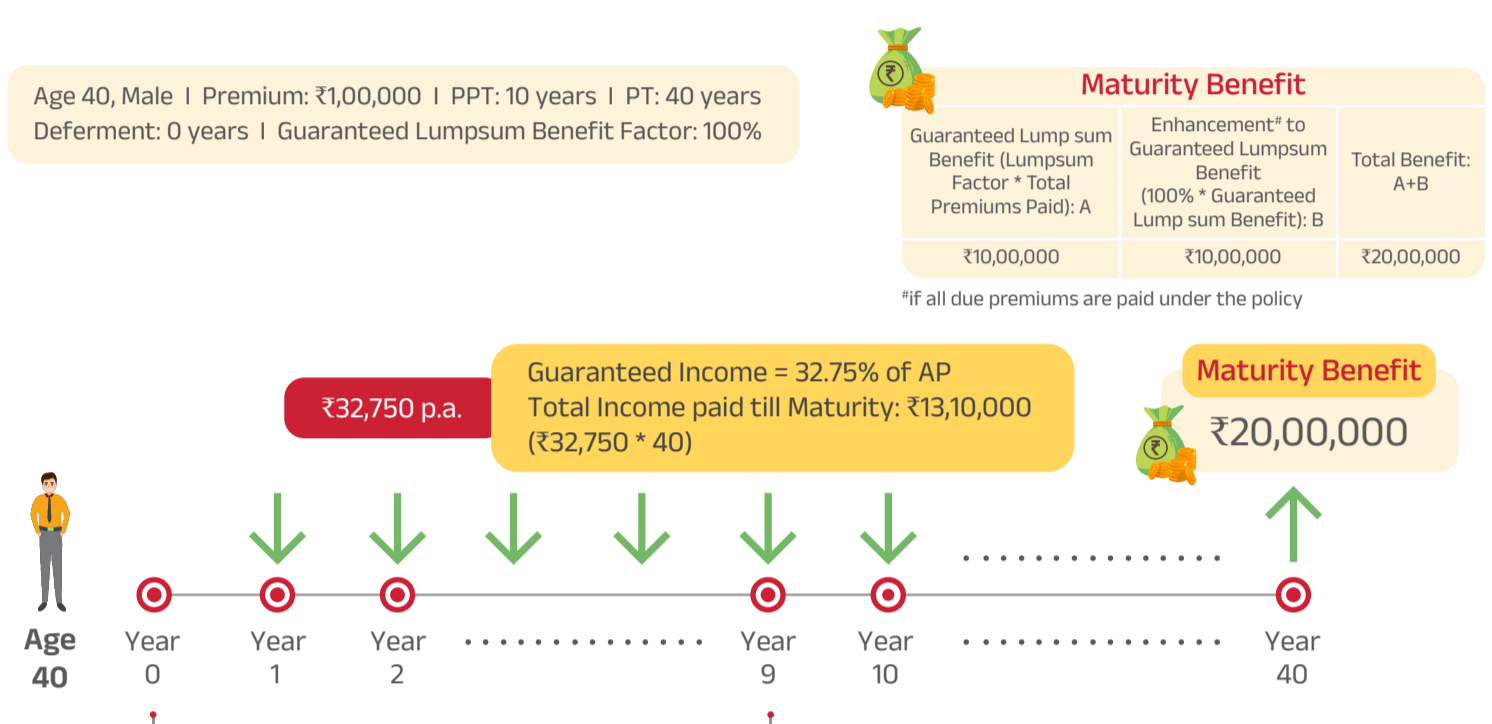 Age 40, Male I Premium: ₹1,00,000 I PPT: 10 years I PT: 40 years
Deferment: 0 years I Guaranteed Lumpsum Benefit Factor: 100%
₹
Maturity Benefit
Guaranteed Lump sum
Benefit (Lumpsum
Factor * Total
Premiums Paid): A
Enhancement# to
Guaranteed Lumpsum
Benefit
(100% * Guaranteed
Lump sum Benefit): B
Total Benefit:
A+B
₹10,00,000
₹10,00,000
₹20,00,000
#if all due premiums are paid under the policy
₹32,750 p.a.
Guaranteed Income = 32.75% of AP
Total Income paid till Maturity: ₹13,10,000
(₹32,750 * 40)
Maturity Benefit
₹
₹20,00,000
Age
40
Year
0
Year
1
Year
2
Year
9
Year
10
Year
40